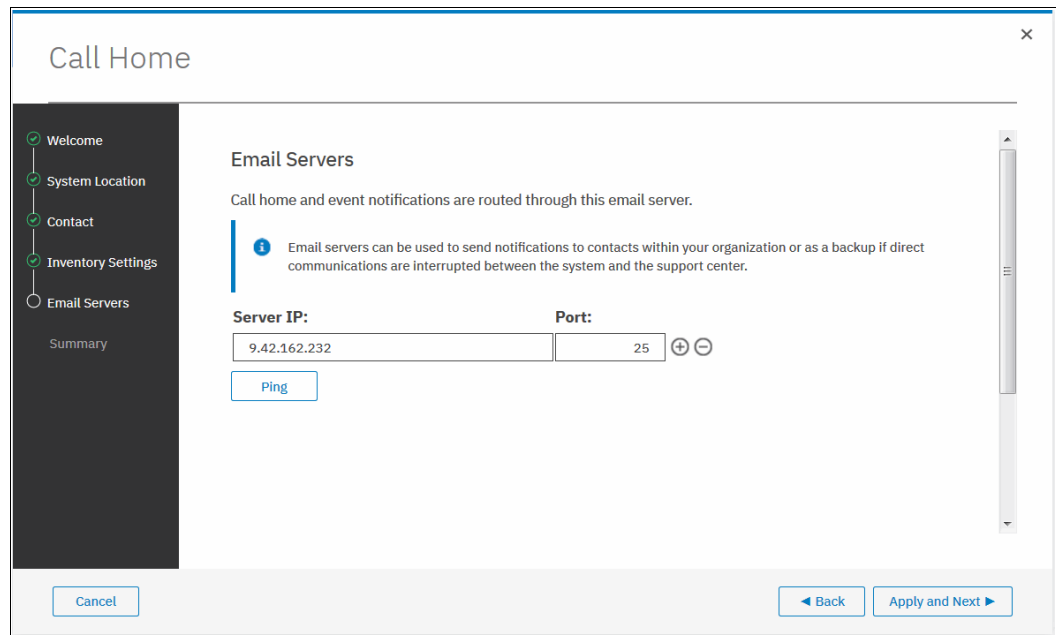 Call Home
Welcome
System Location
Contact
Inventory Settings
Email Servers
Summary
Email Servers
Call home and event notifications are routed through this email server.
Email servers can be used to send notifications to contacts within your organization or as a backup if direct
communications are interrupted between the system and the support center.
Server IP: Port:
9.42.162.232 25
Ping
Cancel Back Apply and Next